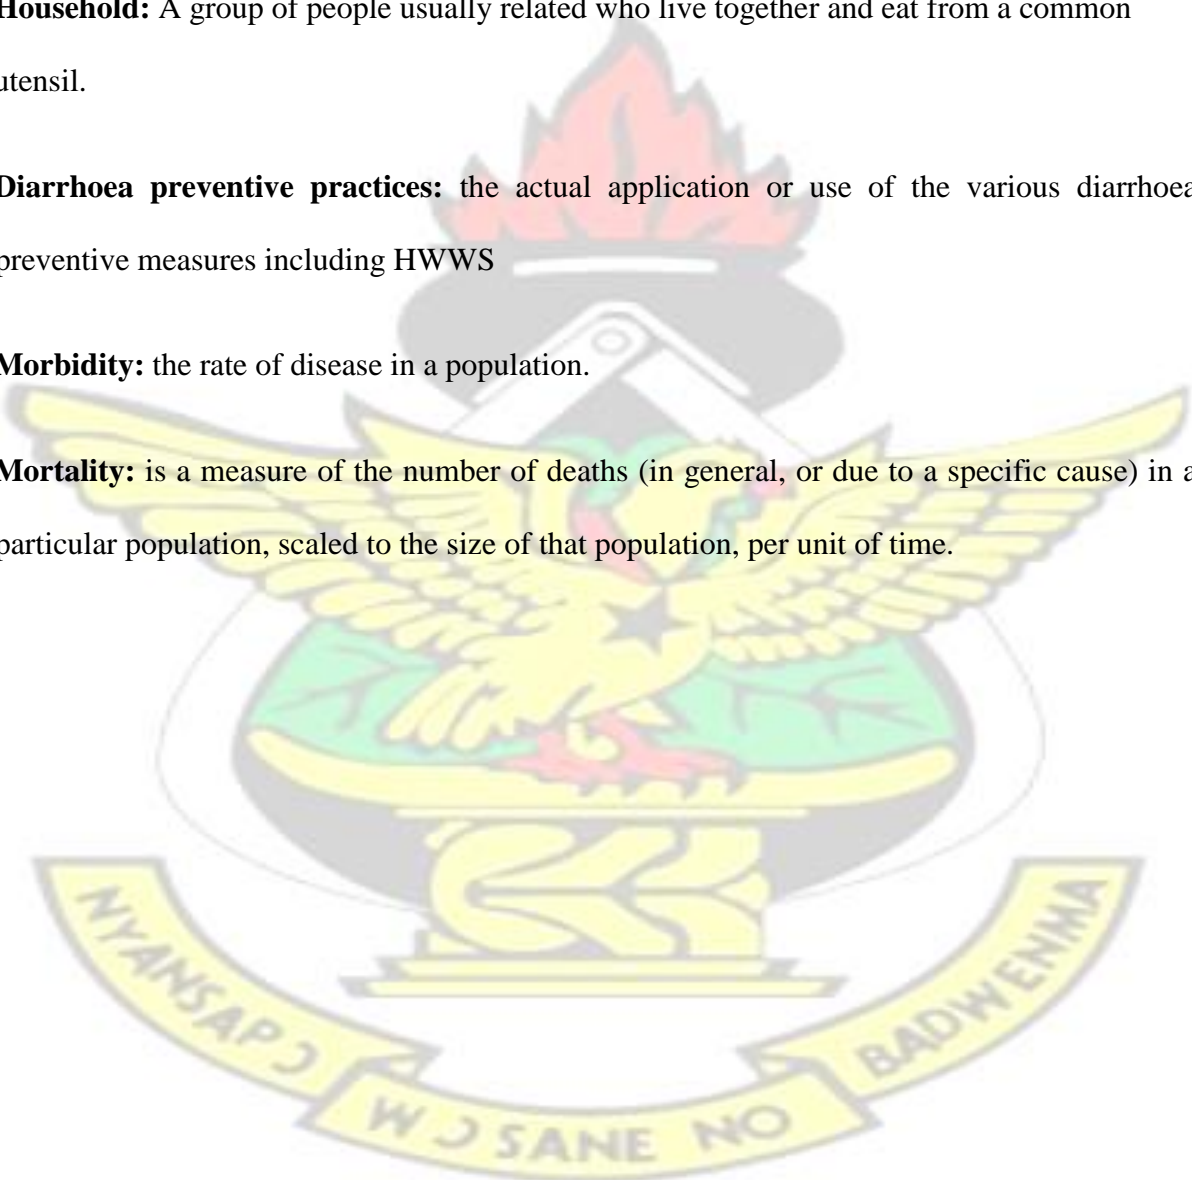 Household: A group of people usually related who live together and eat from a common
utensil.
Diarrhoea preventive practices: the actual application or use of the various diarrhoea
preventive measures including HWWS
Morbidity: the rate of disease in a population.
Mortality: is a measure of the number of deaths (in general, or due to a specific cause) in a
particular population, scaled to the size of that population, per unit of time.
NYANSAPƆ
WƆSANE NO
BADWENMA